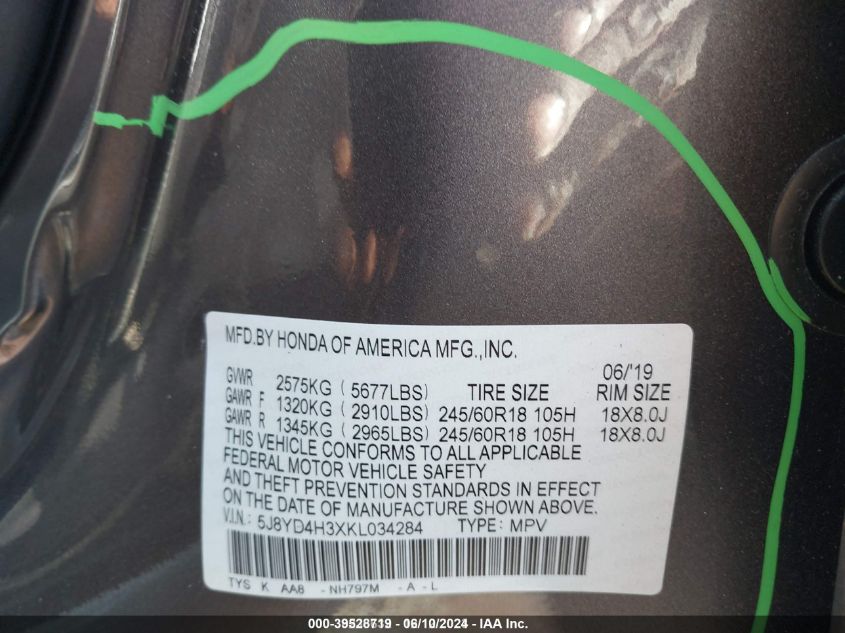 MFD.BY HONDA OF AMERICA MFG.,INC.
06/'19
GVWR 2575KG ( 5677LBS) TIRE SIZE RIM SIZE
GAWR F 1320KG ( 2910LBS) 245/60R18 105H 18X8.0J
GAWR R 1345KG ( 2965LBS) 245/60R18 105H 18X8.0J
THIS VEHICLE CONFORMS TO ALL APPLICABLE
FEDERAL MOTOR VEHICLE SAFETY
AND THEFT PREVENTION STANDARDS IN EFFECT
ON THE DATE OF MANUFACTURE SHOWN ABOVE.
V.I.N.: 5J8YD4H3XKL034284 TYPE: MPV
TYS K AA8 - NH797M - A - L
000-39528719 - 06/10/2024 - IAA Inc.